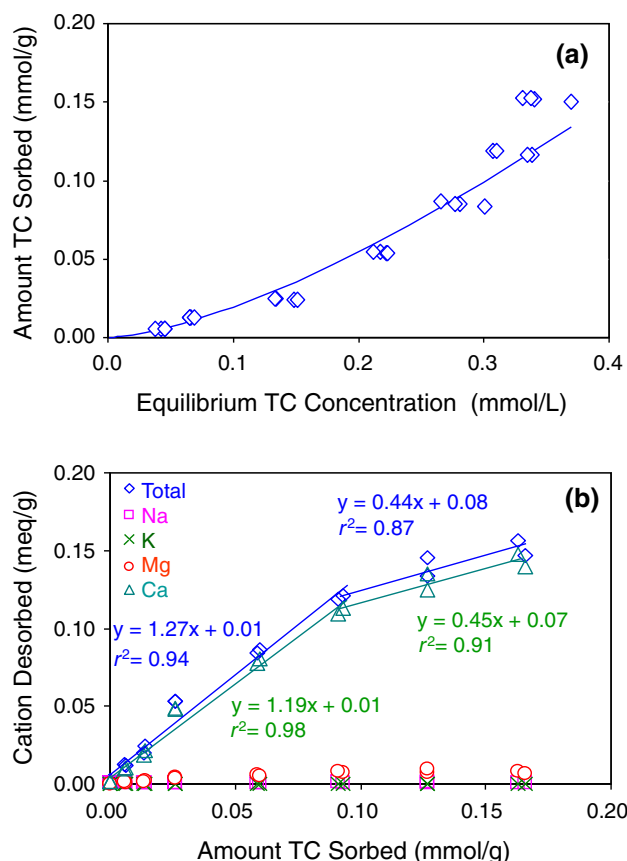 0.20
(a)
0.15
0.10
0.05
0.00
Amount TC Sorbed (mmol/g)
0.0 0.1 0.2 0.3 0.4
Equilibrium TC Concentration (mmol/L)
0.20
(b)
Total
Na
K
Mg
Ca
y = 0.44x + 0.08
r² = 0.87
0.15
0.10
y = 1.27x + 0.01
r² = 0.94
y = 0.45x + 0.07
r² = 0.91
0.05
y = 1.19x + 0.01
r² = 0.98
0.00
Cation Desorbed (meq/g)
0.00 0.05 0.10 0.15 0.20
Amount TC Sorbed (mmol/g)